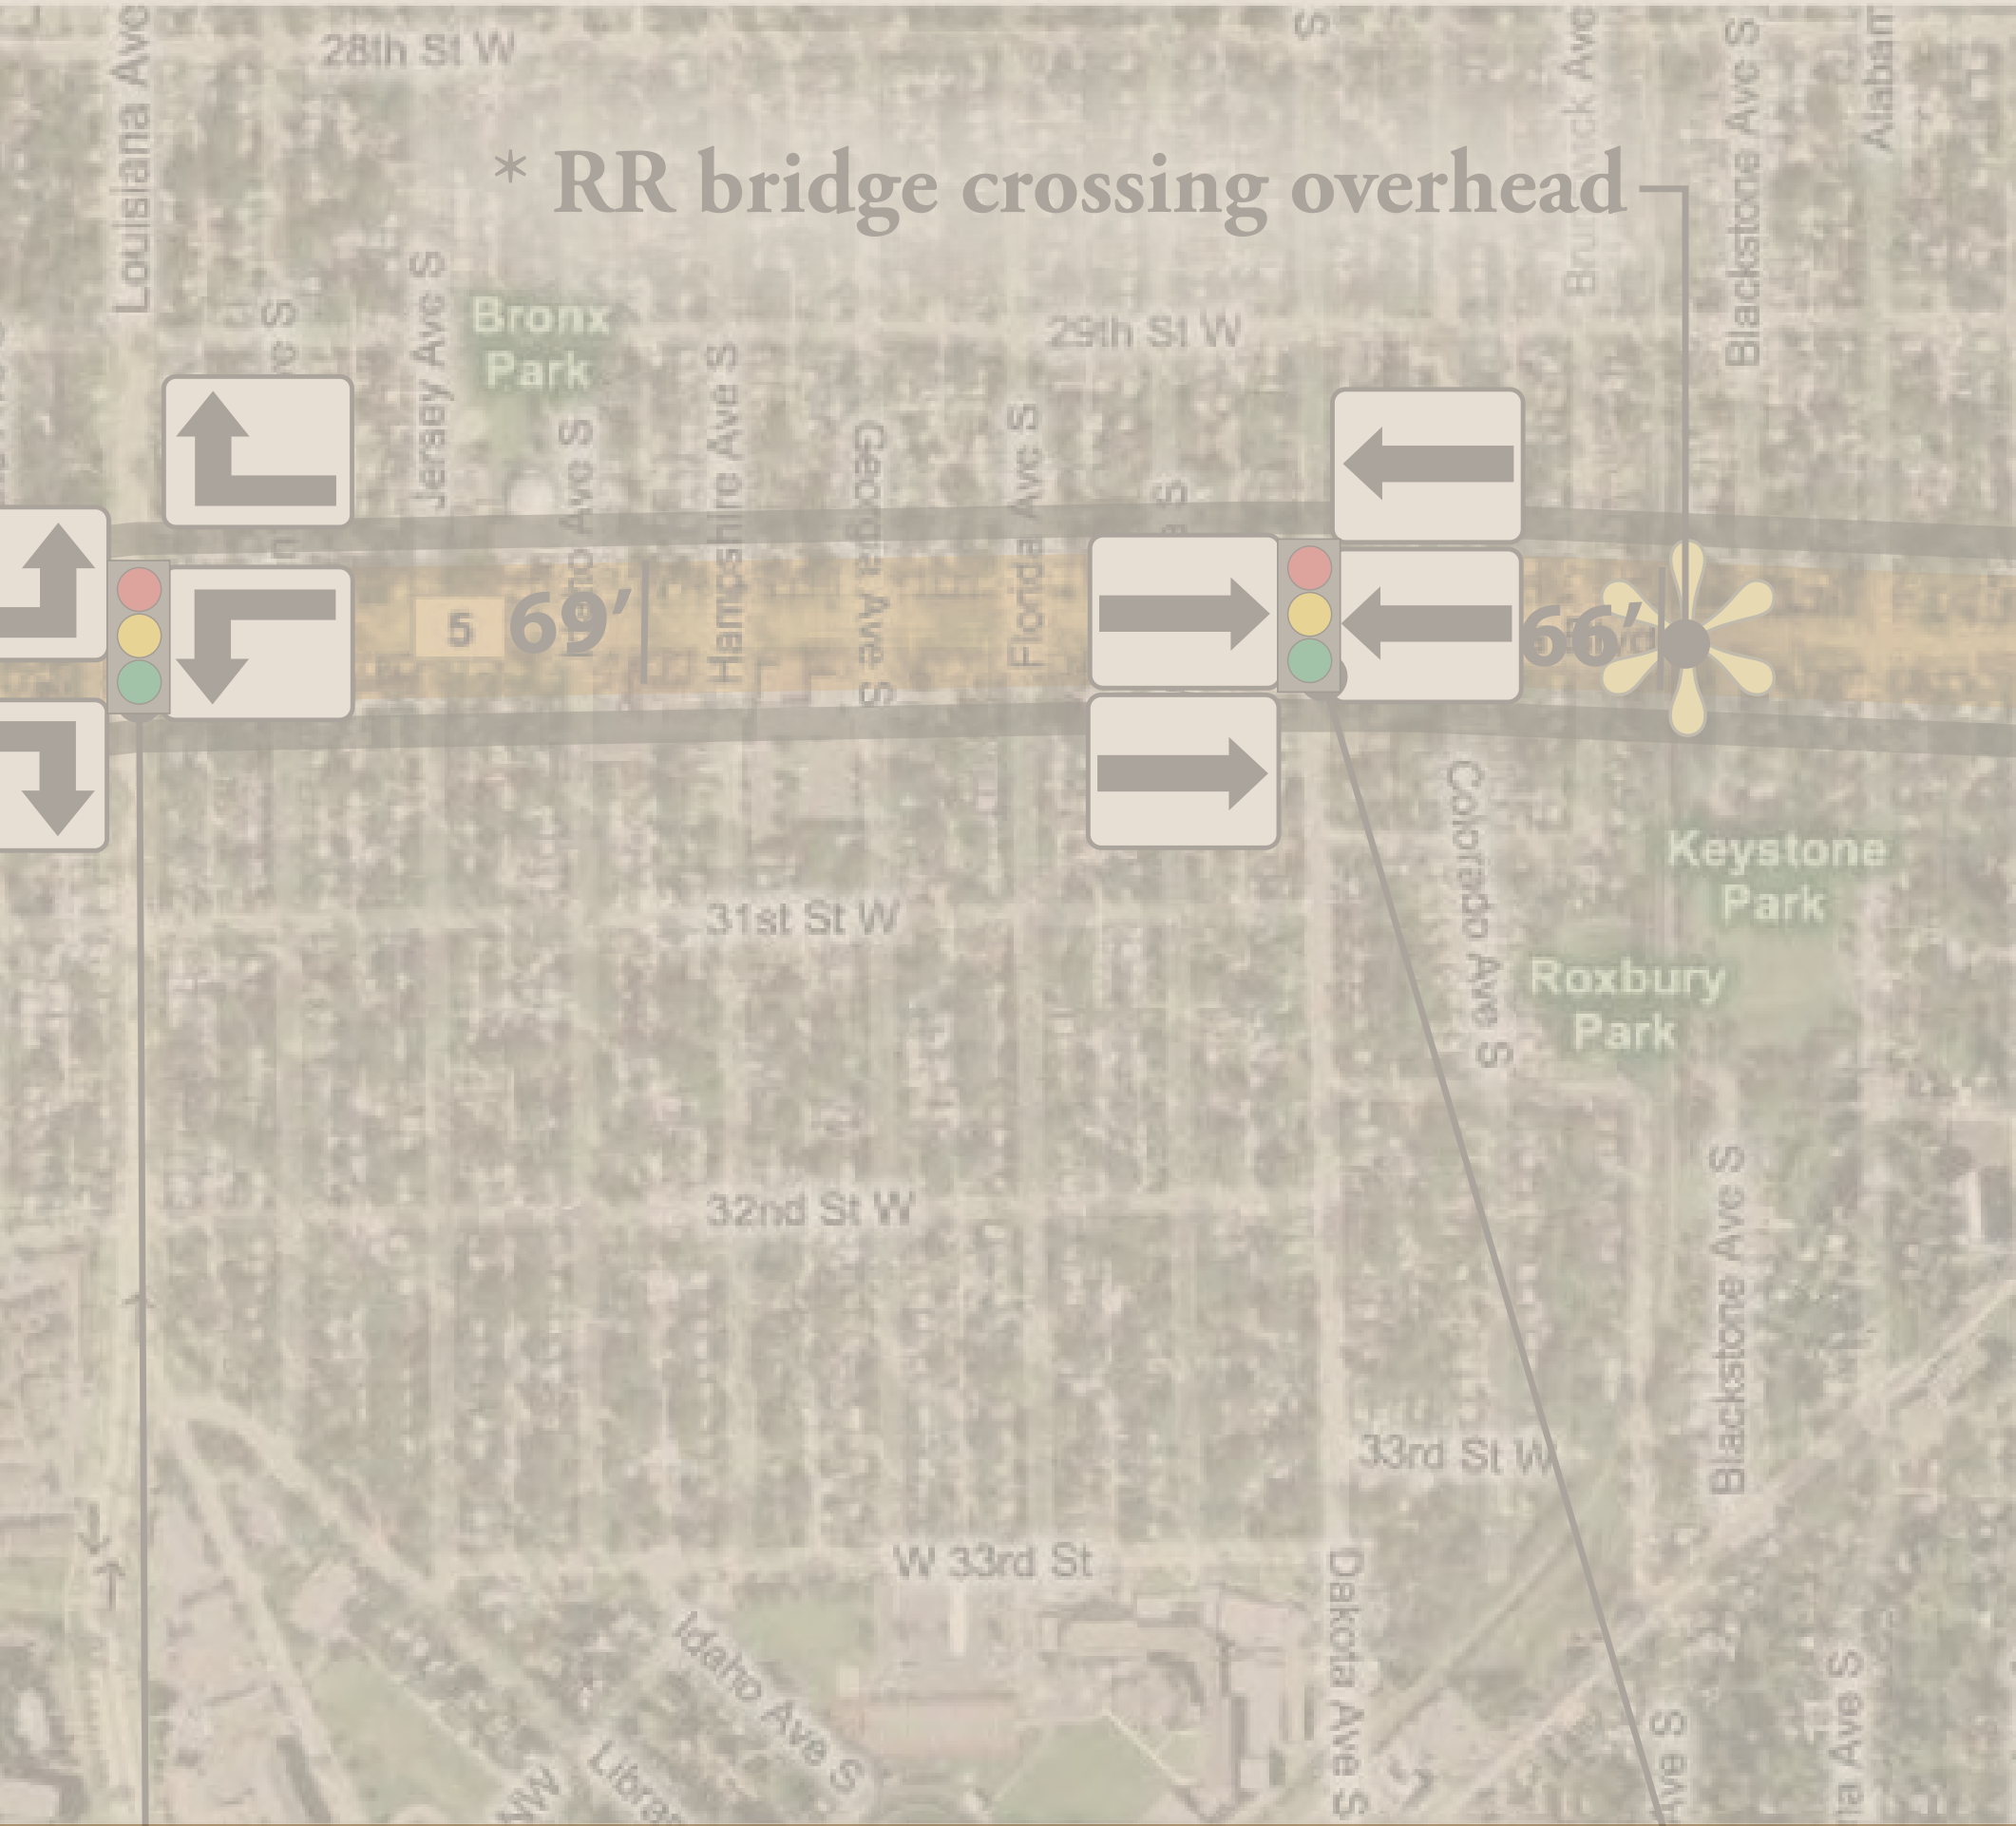 28th St W
Louisiana Ave
S
Blackstone Ave S
* RR bridge crossing overhead
Jersey Ave S
Bronx
Park
29th St W
Hampshire Ave S
Georgia Ave S
Florida Ave S
5
69’
66’
Colorado Ave S
Keystone
Park
31st St W
Roxbury
Park
32nd St W
Blackstone Ave S
33rd St W
W 33rd St
Idaho Ave S
Dakota Ave S
NW
Ave S